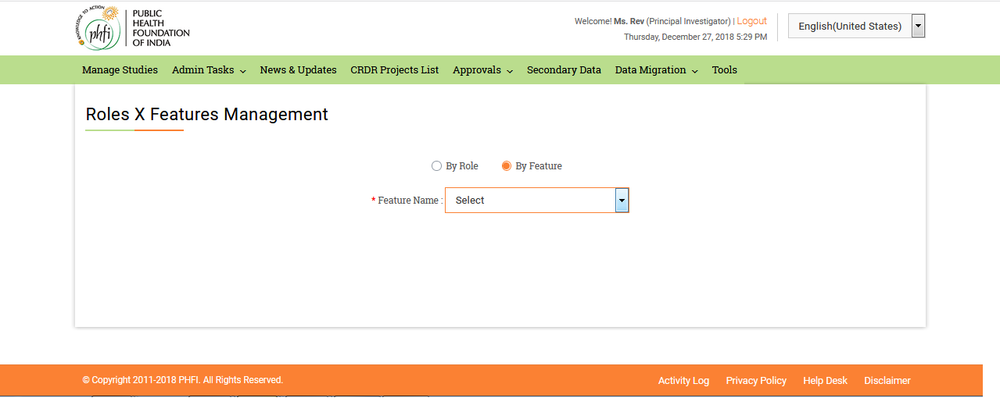 KNOWLEDGE TO ACTION
phfi
PUBLIC
HEALTH
FOUNDATION
OF INDIA
Welcome! Ms. Rev (Principal Investigator) | Logout
Thursday, December 27, 2018 5:29 PM
English(United States)
Manage Studies Admin Tasks News & Updates CRDR Projects List Approvals Secondary Data Data Migration Tools
Roles X Features Management
By Role By Feature
* Feature Name : Select
© Copyright 2011-2018 PHFI. All Rights Reserved.
Activity Log Privacy Policy Help Desk Disclaimer